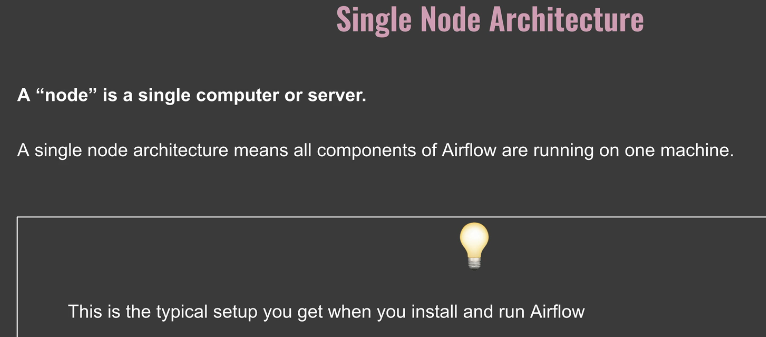 Single Node Architecture
A “node” is a single computer or server.
A single node architecture means all components of Airflow are running on one machine.
This is the typical setup you get when you install and run Airflow